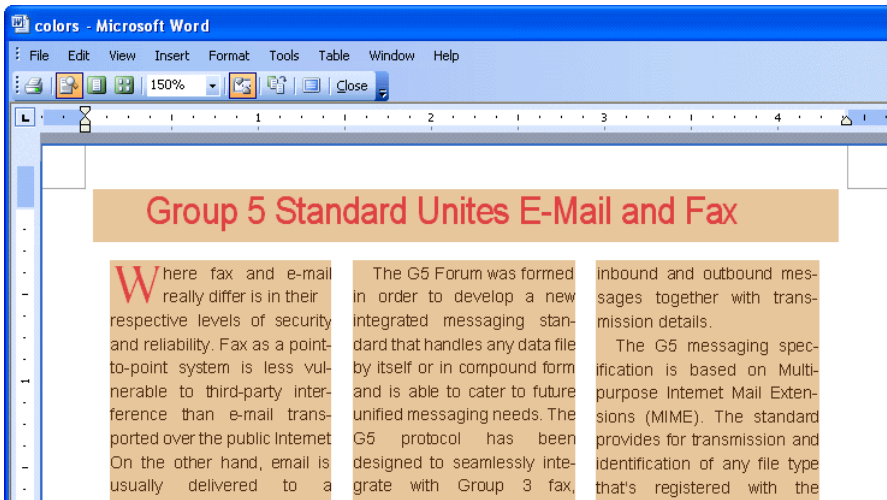 colors - Microsoft Word
File Edit View Insert Format Tools Table Window Help
150% Close
1 2 3 4
Group 5 Standard Unites E-Mail and Fax
Where fax and e-mail
really differ is in their
respective levels of security
and reliability. Fax as a point-
to-point system is less vul-
nerable to third-party inter-
ference than e-mail trans-
ported over the public Internet
On the other hand, email is
usually delivered to a
The G5 Forum was formed
in order to develop a new
integrated messaging stan-
dard that handles any data file
by itself or in compound form
and is able to cater to future
unified messaging needs. The
G5 protocol has been
designed to seamlessly inte-
grate with Group 3 fax,
inbound and outbound mes-
sages together with trans-
mission details.
The G5 messaging spec-
ification is based on Multi-
purpose Internet Mail Exten-
sions (MIME). The standard
provides for transmission and
identification of any file type
that's registered with the
1